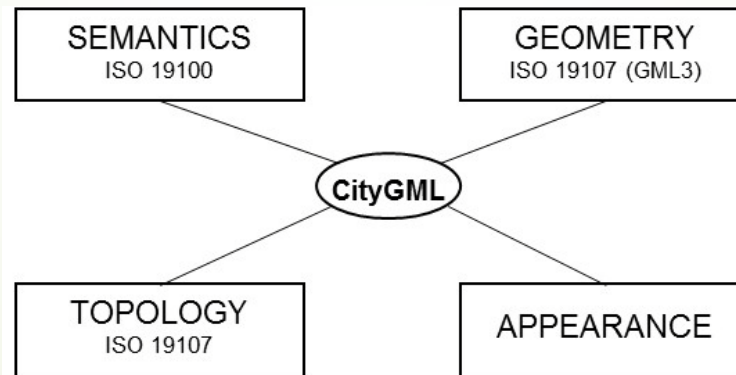 SEMANTICS
ISO 19100
GEOMETRY
ISO 19107 (GML3)
CityGML
TOPOLOGY
ISO 19107
APPEARANCE